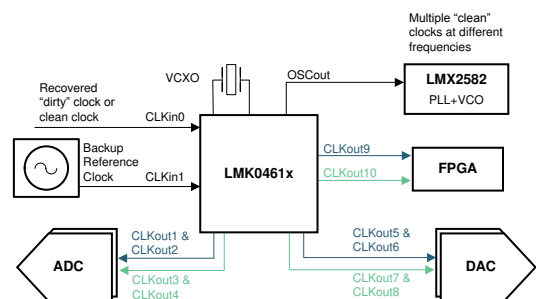 Multiple “clean”
clocks at different
frequencies
VCXO
OSCout
LMX2582
PLL+VCO
Recovered
“dirty” clock or
clean clock
CLKin0
Backup
Reference
Clock
CLKin1
LMK0461x
CLKout9
CLKout10
FPGA
CLKout1 &
CLKout2
CLKout5 &
CLKout6
ADC
DAC
CLKout3 &
CLKout4
CLKout7 &
CLKout8